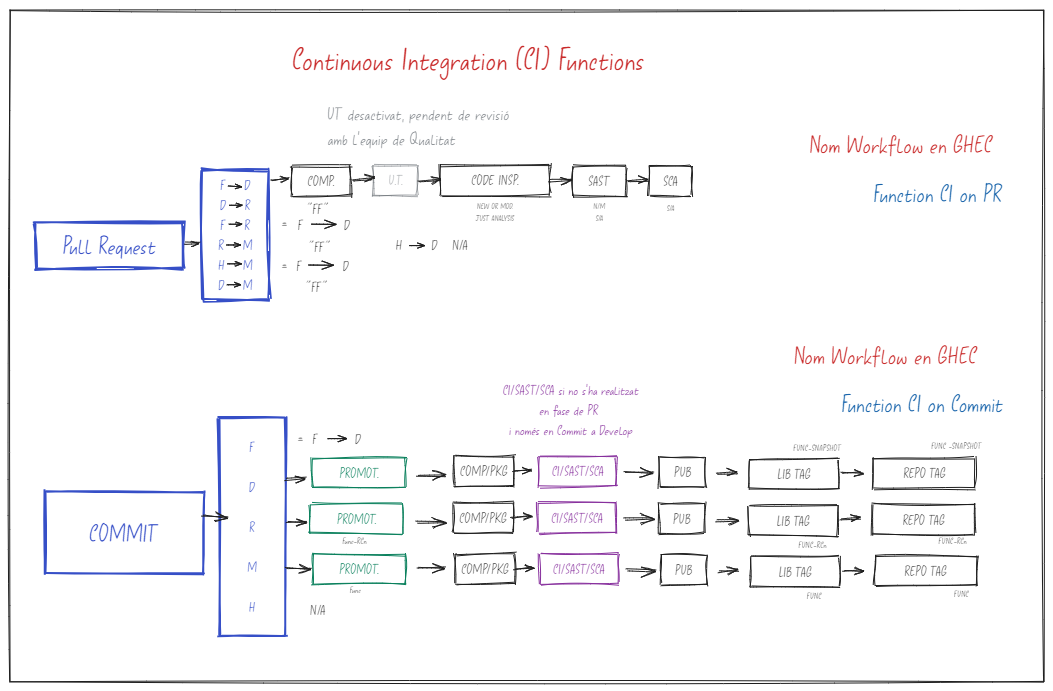 Continuous Integration (CI) Functions
UT desactivat, pendent de revisió
amb l'equip de Qualitat
Nom Workflow en GHEC
Function CI on PR
Pull Request
F → D
D → R
F → R
R → M
H → M
D → M
COMP.
U.T.
CODE INSP.
SAST
SCA
"FF"
NEW OR MOD.
JUST ANALYSIS
N/M
SIA
SIA
= F → D
"FF"
H → D N/A
= F → D
"FF"
Nom Workflow en GHEC
Function CI on Commit
CI/SAST/SCA si no s'ha realitzat
en fase de PR
i només en Commit a Develop
COMMIT
F
D
R
M
H
= F → D
FUNC-SNAPSHOT
FUNC -SNAPSHOT
PROMOT.
COMP/PKG
CI/SAST/SCA
PUB
LIB TAG
REPO TAG
PROMOT.
COMP/PKG
CI/SAST/SCA
PUB
LIB TAG
REPO TAG
Func-RCn
FUNC-RCn
FUNC-RCn
PROMOT.
COMP/PKG
CI/SAST/SCA
PUB
LIB TAG
REPO TAG
Func
FUNC
FUNC
N/A